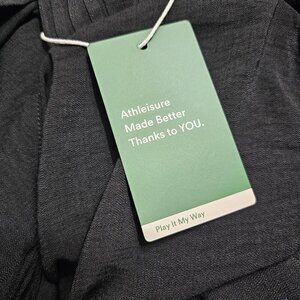 Athleisure
Made Better
Thanks to YOU.
Play It My Way